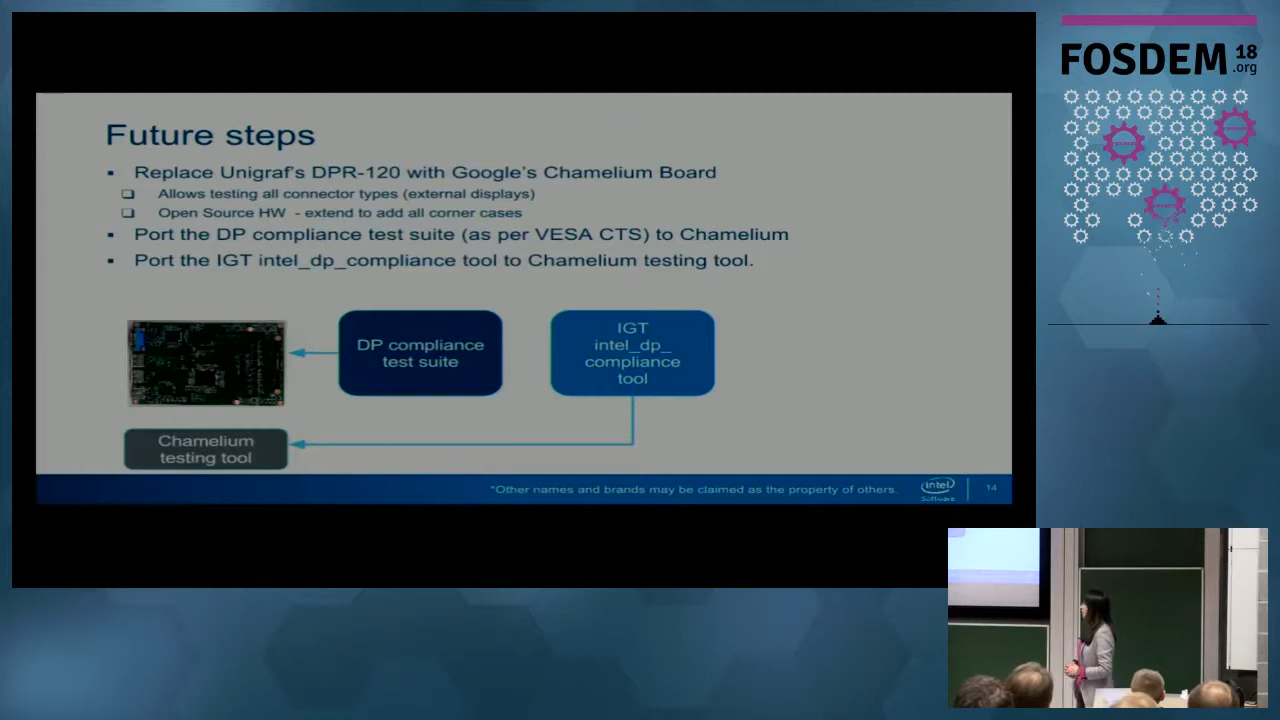 FOSDEM 18
.org
Future steps
▪ Replace Unigraf's DPR-120 with Google's Chamelium Board
❑ Allows testing all connector types (external displays)
❑ Open Source HW - extend to add all corner cases
▪ Port the DP compliance test suite (as per VESA CTS) to Chamelium
▪ Port the IGT intel_dp_compliance tool to Chamelium testing tool.
DP compliance
test suite
IGT
intel_dp_
compliance
tool
Chamelium
testing tool
*Other names and brands may be claimed as the property of others.
intel
Software
14